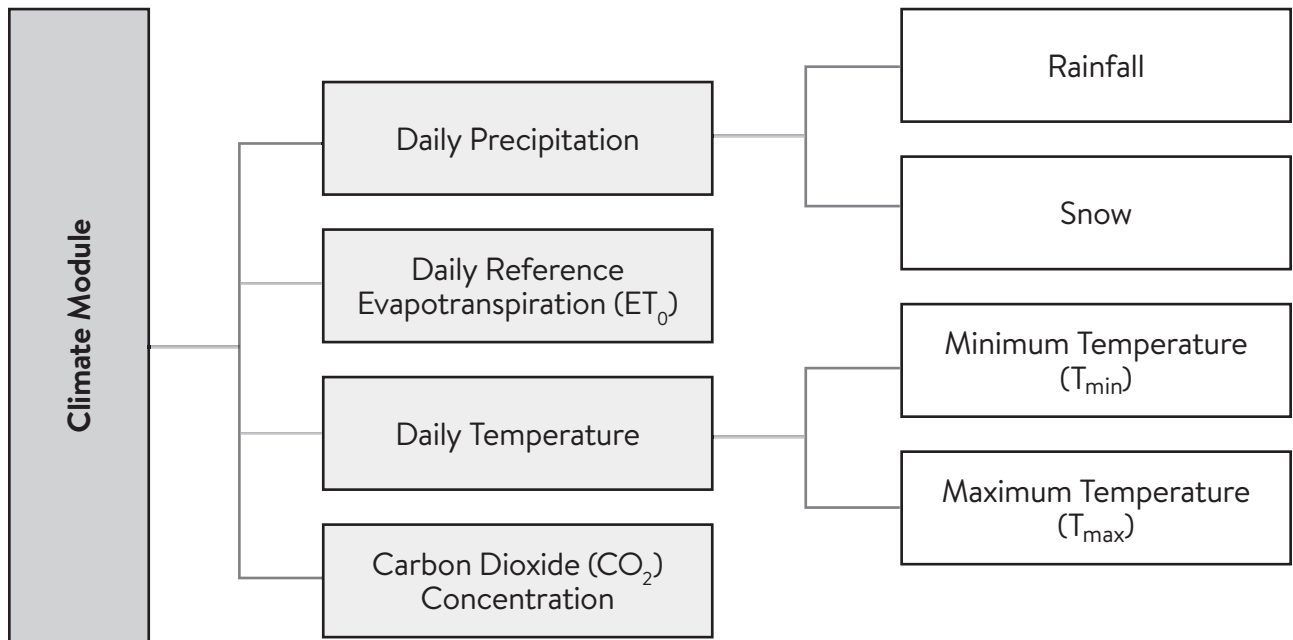 Climate Module
Daily Precipitation
Rainfall
Snow
Daily Reference
Evapotranspiration (ET₀)
Daily Temperature
Minimum Temperature
(Tmin)
Maximum Temperature
(Tmax)
Carbon Dioxide (CO₂)
Concentration